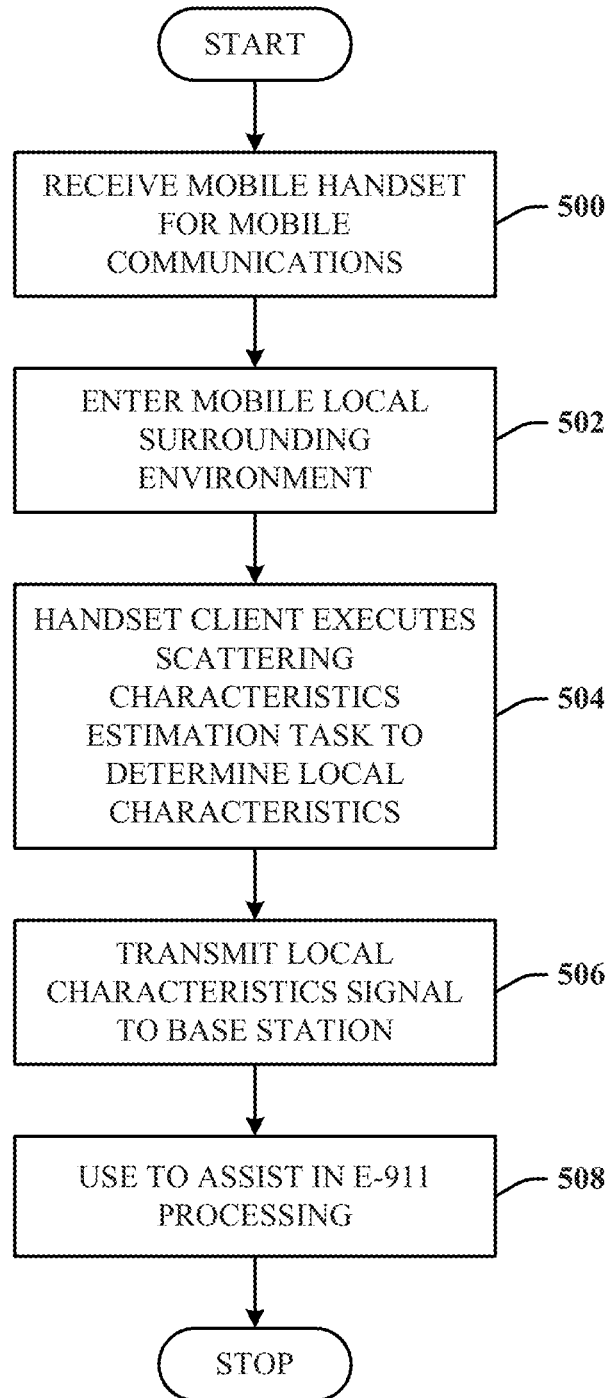 START
RECEIVE MOBILE HANDSET
FOR MOBILE
COMMUNICATIONS
500
ENTER MOBILE LOCAL
SURROUNDING
ENVIRONMENT
502
HANDSET CLIENT EXECUTES
SCATTERING
CHARACTERISTICS
ESTIMATION TASK TO
DETERMINE LOCAL
CHARACTERISTICS
504
TRANSMIT LOCAL
CHARACTERISTICS SIGNAL
TO BASE STATION
506
USE TO ASSIST IN E-911
PROCESSING
508
STOP